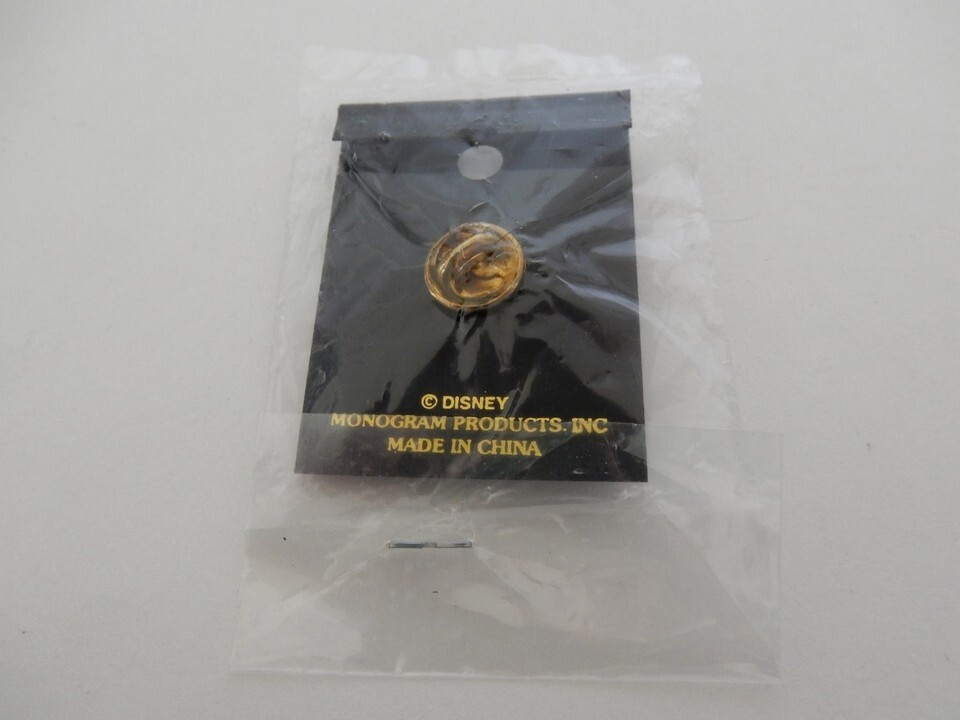 © DISNEY
MONOGRAM PRODUCTS. INC
MADE IN CHINA